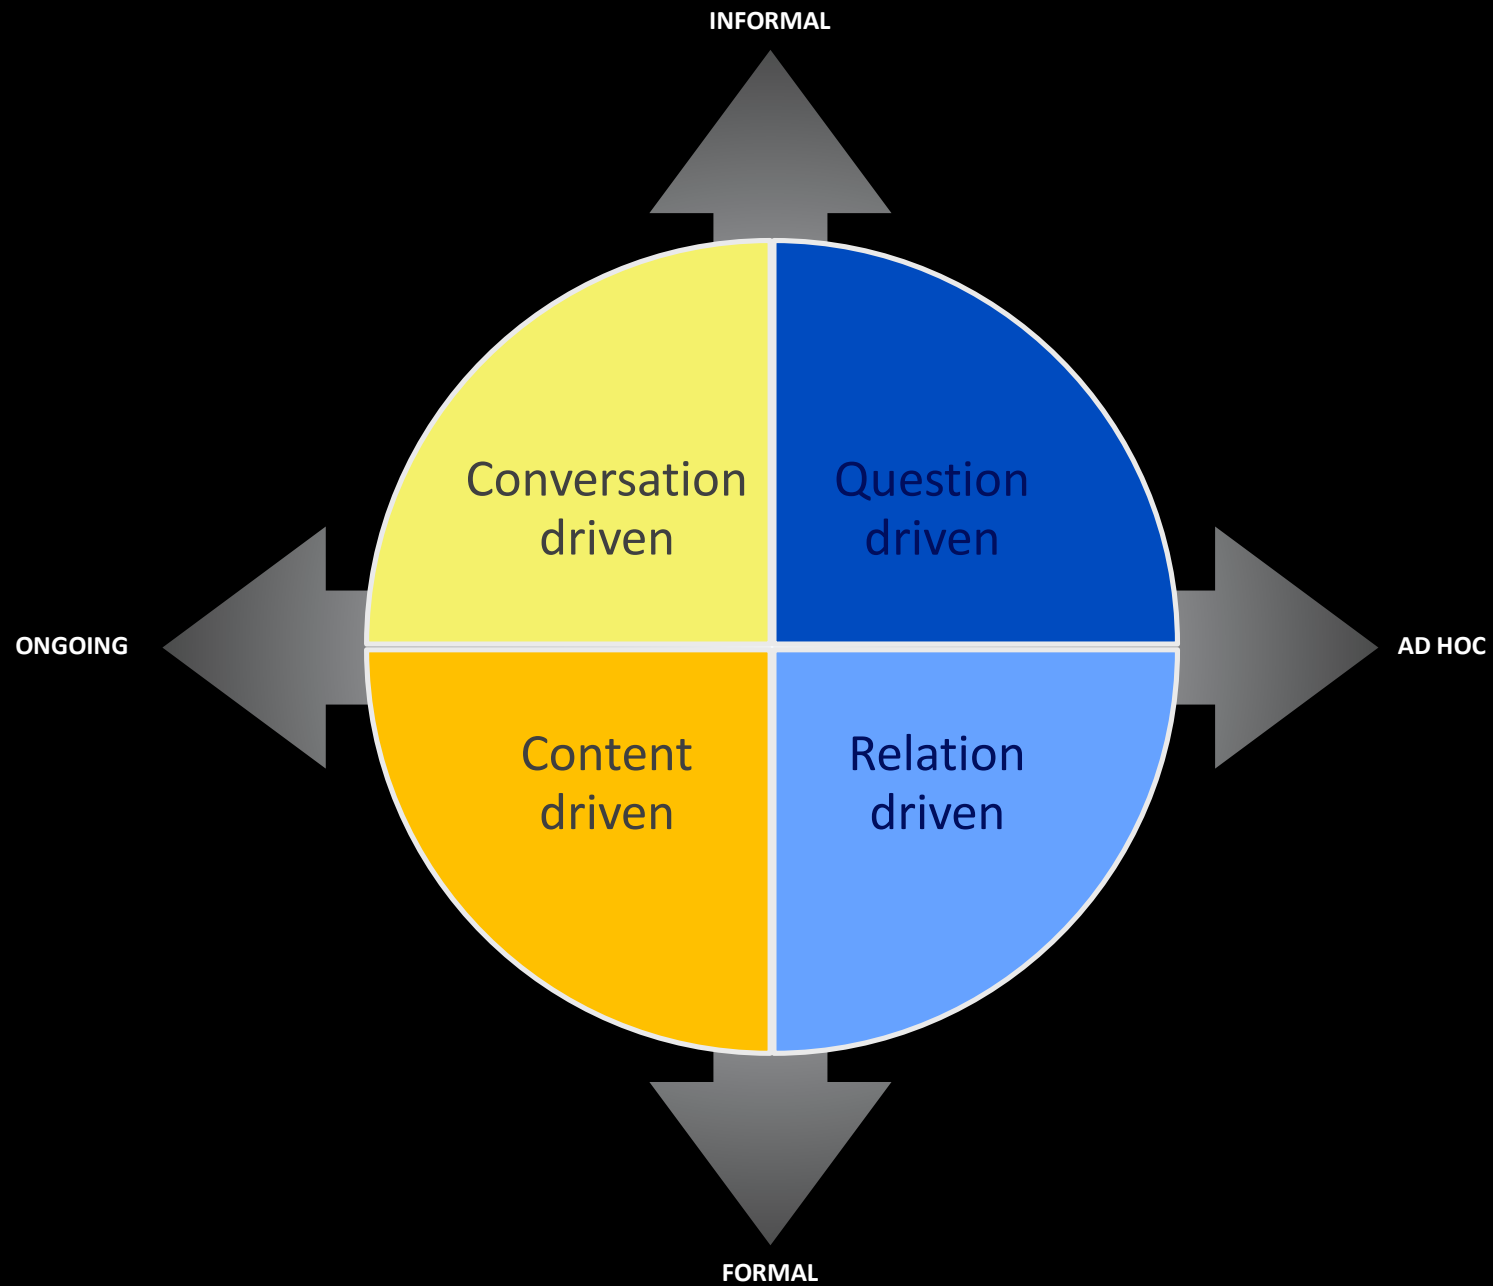 INFORMAL
Conversation
driven
Question
driven
ONGOING
AD HOC
Content
driven
Relation
driven
FORMAL